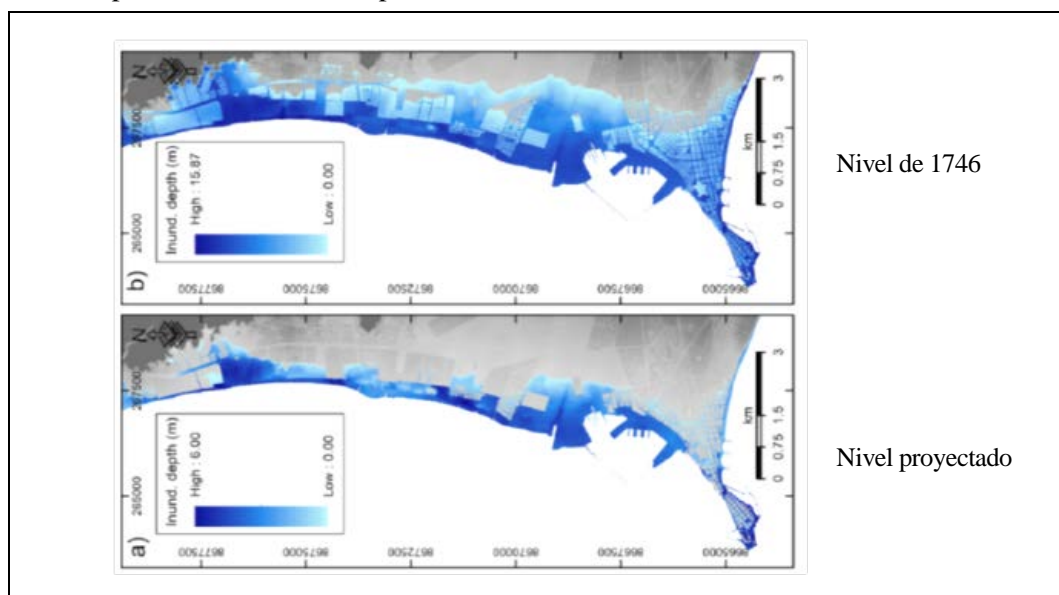 b)
Inund. depth (m)
High : 15.87
Low : 0.00
265000
267500
N
8677500
8675000
8672500
8670000
8667500
8665000
km
0 0.75 1.5 3
Nivel de 1746
a)
Inund. depth (m)
High : 6.00
Low : 0.00
265000
267500
N
8677500
8675000
8672500
8670000
8667500
8665000
km
0 0.75 1.5 3
Nivel proyectado